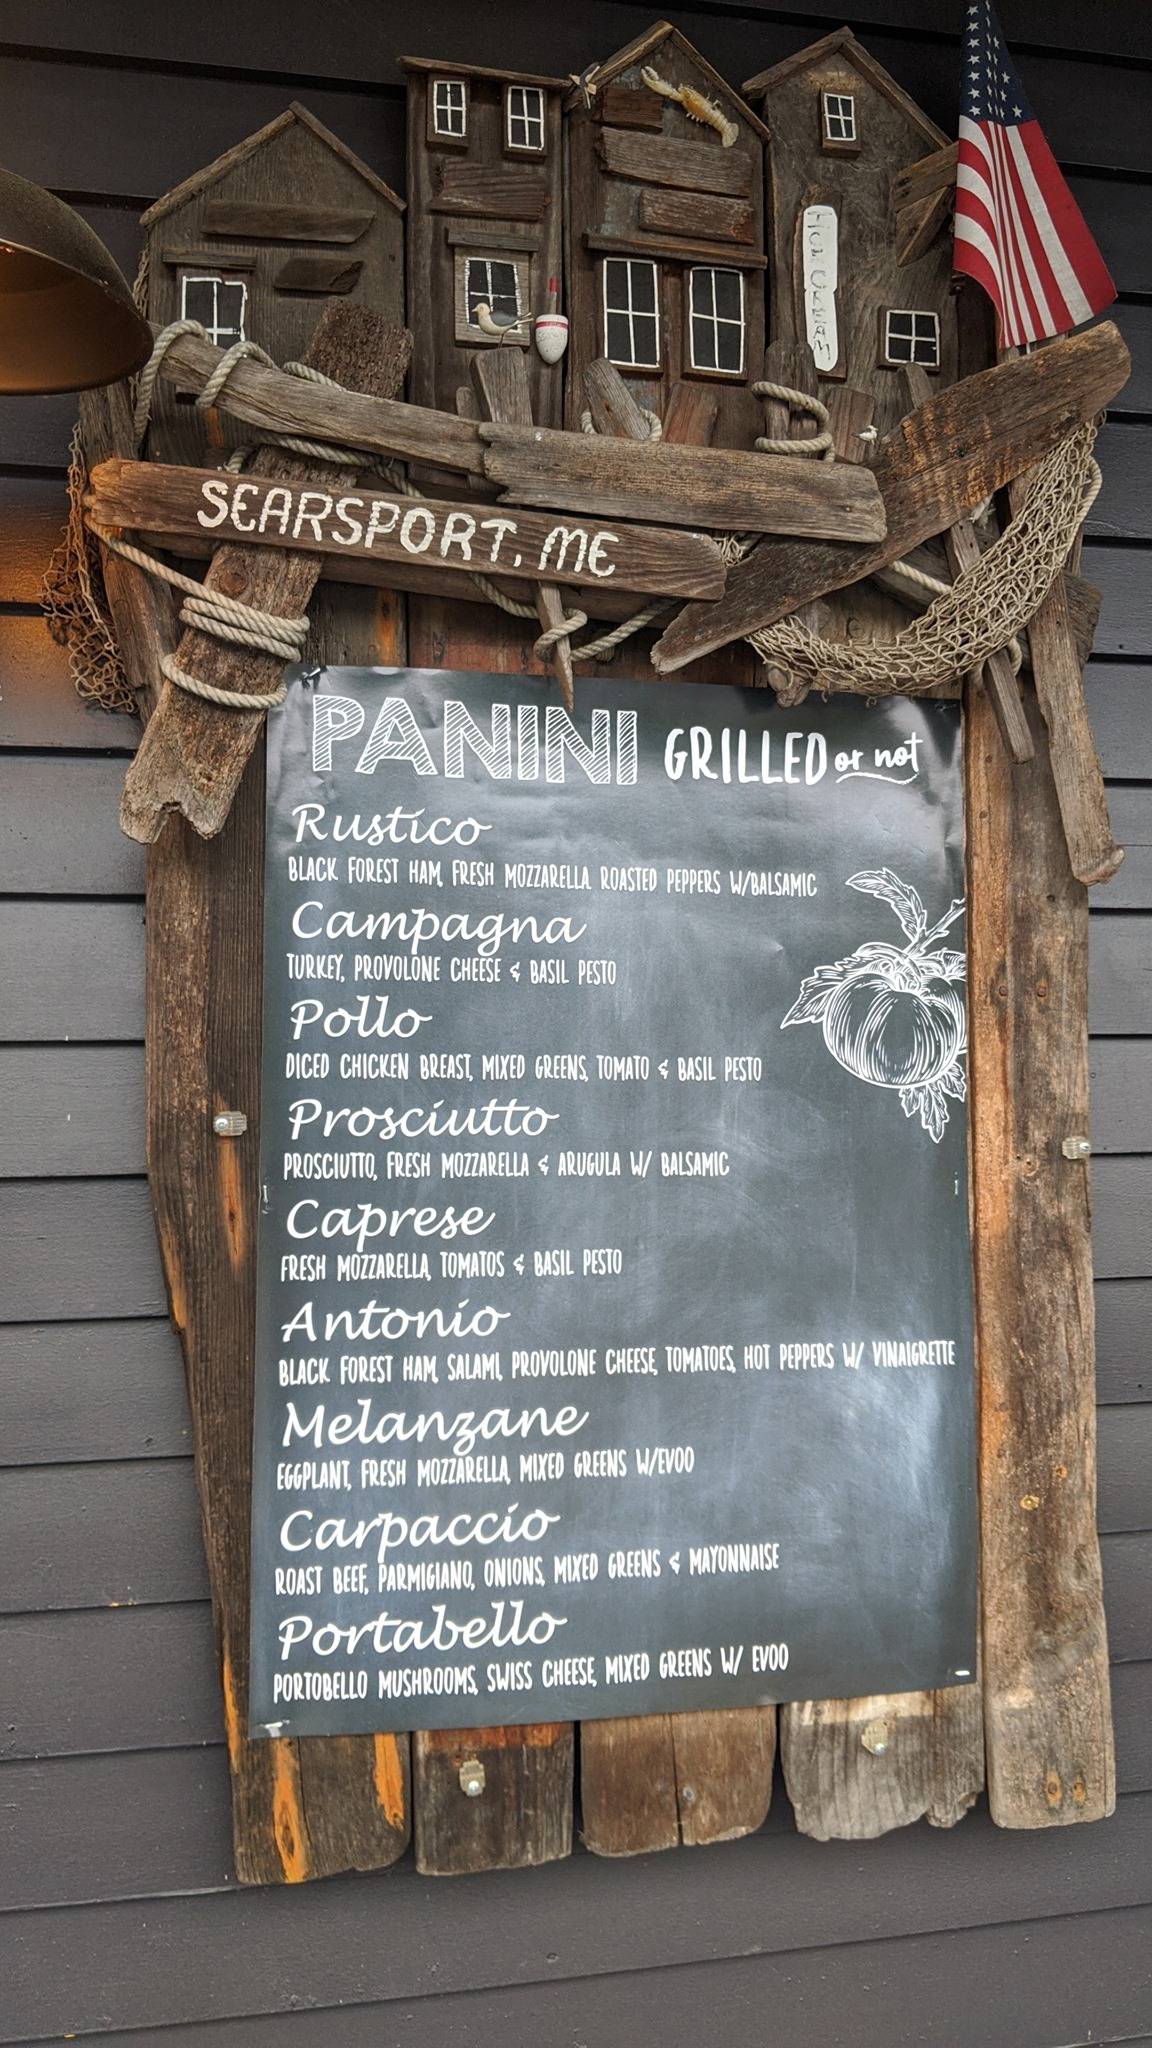 ICE CREAM
SEARSPORT, ME
PANINI GRILLED or not
Rustico
BLACK FOREST HAM, FRESH MOZZARELLA ROASTED PEPPERS W/BALSAMIC
Campagna
TURKEY, PROVOLONE CHEESE & BASIL PESTO
Pollo
DICED CHICKEN BREAST, MIXED GREENS, TOMATO & BASIL PESTO
Prosciutto
PROSCIUTTO, FRESH MOZZARELLA & ARUGULA W/ BALSAMIC
Caprese
FRESH MOZZARELLA, TOMATOS & BASIL PESTO
Antonio
BLACK FOREST HAM, SALAMI, PROVOLONE CHEESE, TOMATOES, HOT PEPPERS W/ VINAIGRETTE
Melanzane
EGGPLANT, FRESH MOZZARELLA, MIXED GREENS W/EVOO
Carpaccio
ROAST BEEF, PARMIGIANO, ONIONS, MIXED GREENS & MAYONNAISE
Portabello
PORTOBELLO MUSHROOMS, SWISS CHEESE, MIXED GREENS W/ EVOO